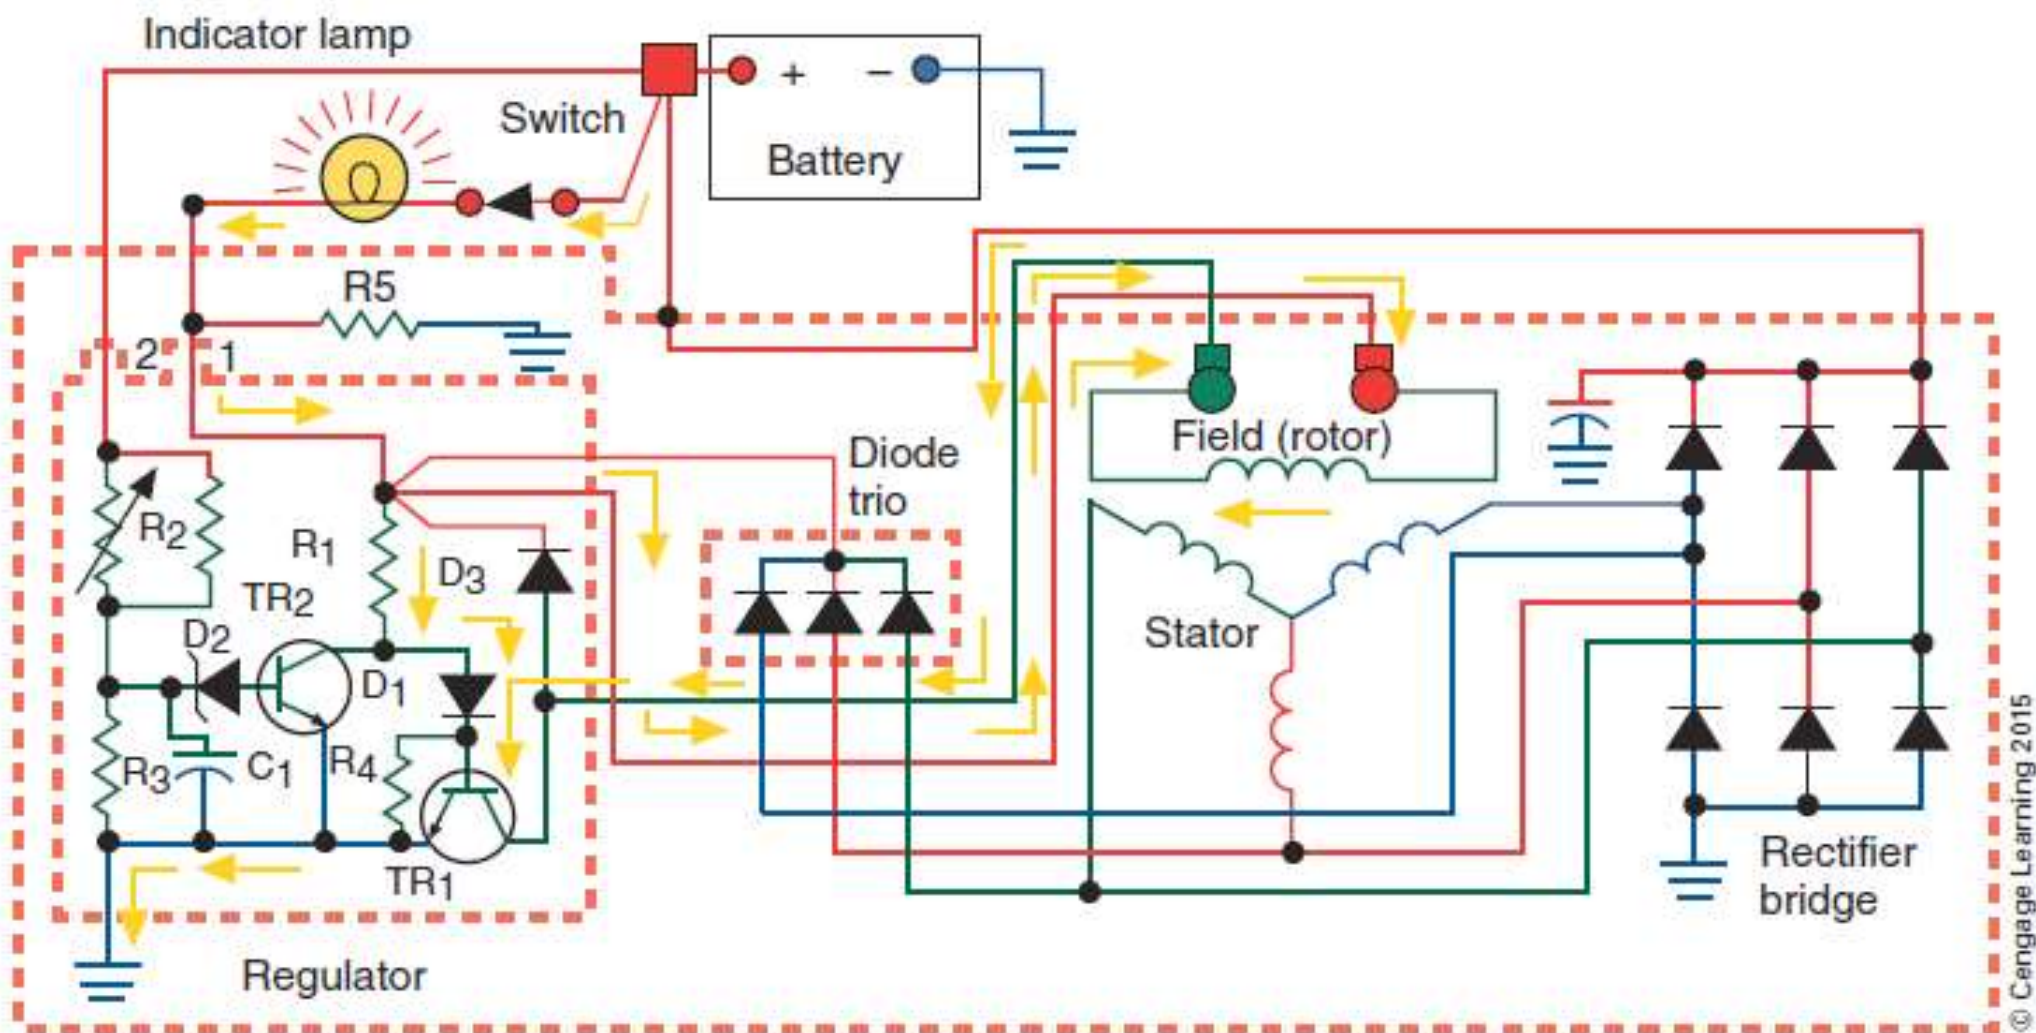 Indicator lamp
Switch
+ −
Battery
R5
2
1
Diode
trio
Field (rotor)
R2
R1
D3
TR2
D2
D1
Stator
R3
C1
R4
TR1
Rectifier
bridge
Regulator
© Cengage Learning 2015